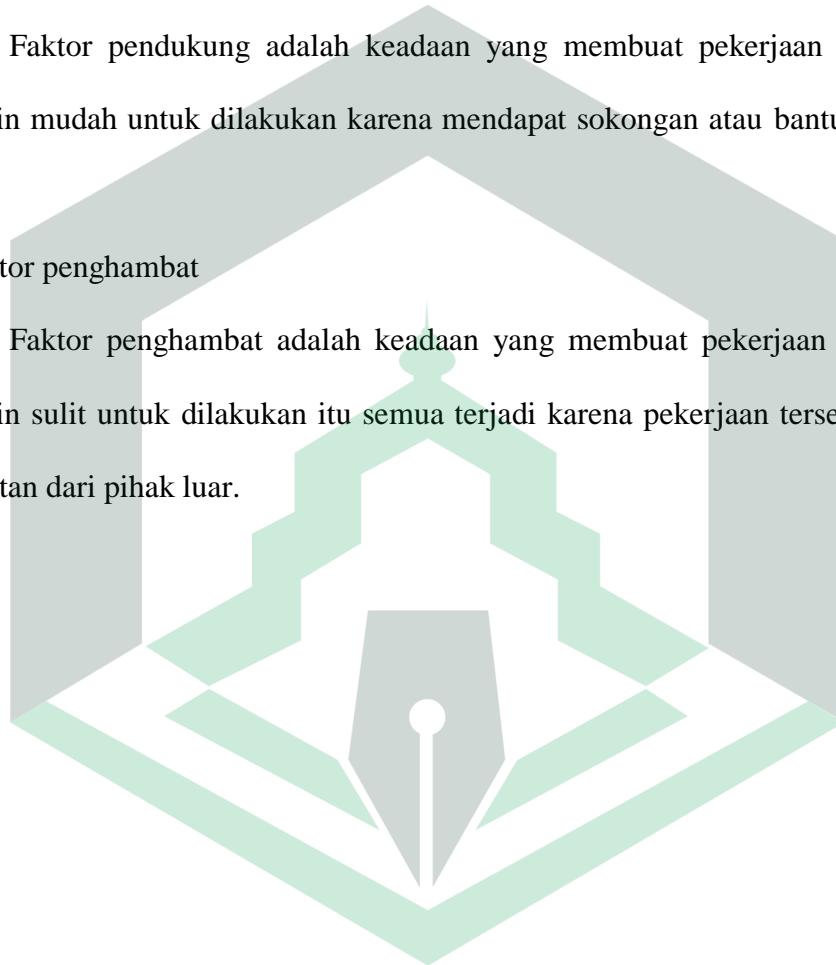 Faktor pendukung adalah keadaan yang membuat pekerjaan
in mudah untuk dilakukan karena mendapat sokongan atau bantu
tor penghambat
Faktor penghambat adalah keadaan yang membuat pekerjaan
in sulit untuk dilakukan itu semua terjadi karena pekerjaan terse
tan dari pihak luar.